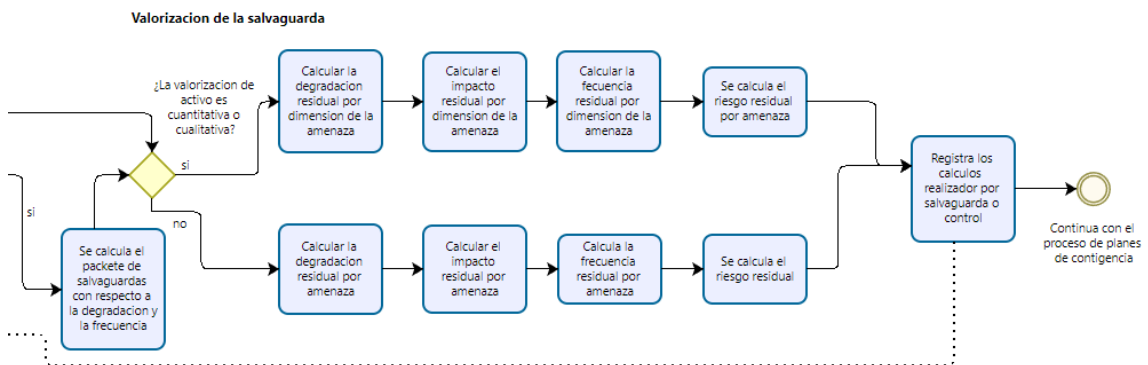 Valorizacion de la salvaguarda
¿La valorizacion de
activo es
cuantitativa o
cualitativa?
si
no
si
Se calcula el
packete de
salvaguardas
con respecto a
la degradacion y
la frecuencia
Calcular la
degradacion
residual por
dimension de la
amenaza
Calcular el
impacto
residual por
dimension de la
amenaza
Calcular la
fecuencia
residual por
dimension de la
amenaza
Se calcula el
riesgo residual
por amenaza
Calcular la
degradacion
residual por
amenaza
Calcular el
impacto
residual por
amenaza
Calcula la
frecuencia
residual por
amenaza
Se calcula el
riesgo residual
Registra los
calculos
realizador por
salvaguarda o
control
Continua con el
proceso de planes
de contigencia